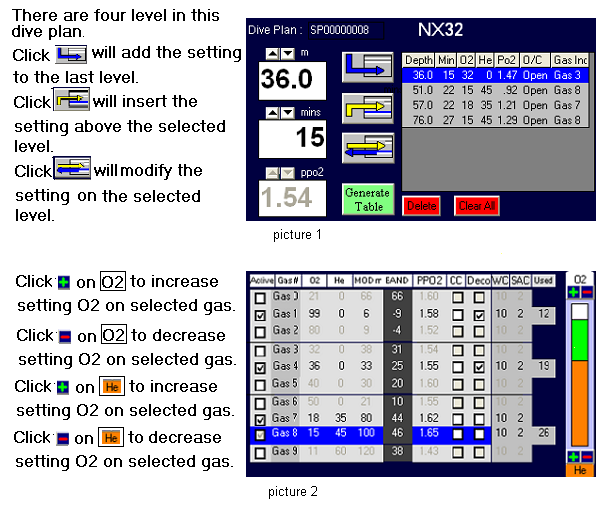 There are four level in this
dive plan.
Click will add the setting
to the last level.
Click will insert the
setting above the selected
level.
Click will modify the
setting on the selected
level.
Dive Plan : SP00000008 NX32
m
36.0
mins
15
ppo2
1.54
Generate
Table
Depth Min O2 He Po2 O/C Gas Inc
36.0 15 32 0 1.47 Open Gas 3
51.0 22 15 45 .92 Open Gas 8
57.0 22 18 35 1.21 Open Gas 7
76.0 27 15 45 1.29 Open Gas 8
Delete Clear All
picture 1
Click on O2 to increase
setting O2 on selected gas.
Click on O2 to decrease
setting O2 on selected gas.
Click on He to increase
setting O2 on selected gas.
Click on He to decrease
setting O2 on selected gas.
Active Gas # O2 He MOD m EAND PPO2 CC Deco WC SAC Used
Gas 0 21 0 66 66 1.60 10 2
Gas 1 99 0 6 -9 1.58 10 2 12
Gas 2 80 0 9 -4 1.52 10 2
Gas 3 32 0 38 31 1.54 10 2
Gas 4 36 0 33 25 1.55 10 2 19
Gas 5 40 0 30 20 1.60 10 2
Gas 6 50 0 21 10 1.55 10 2
Gas 7 18 35 80 44 1.62 10 2
Gas 8 15 45 100 46 1.65 10 2 26
Gas 9 11 60 120 38 1.43 10 2
O2
He
picture 2